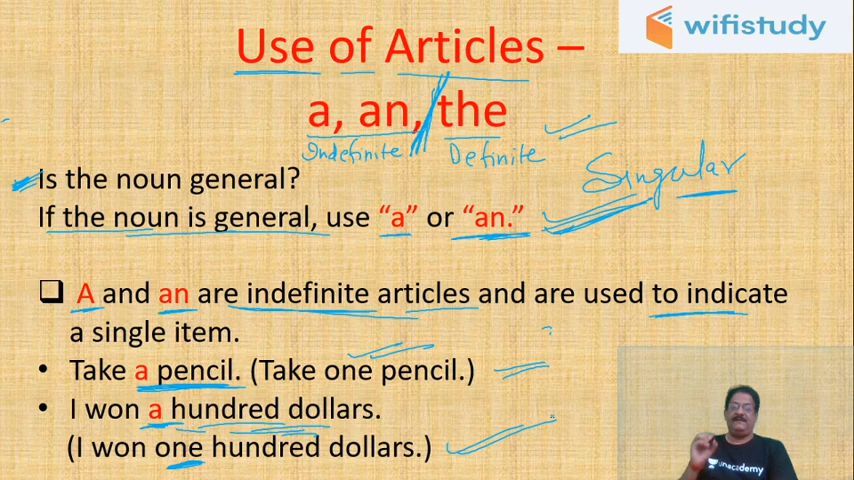 wifistudy
Use of Articles –
a, an, the
Indefinite Definite
Singular
Is the noun general?
If the noun is general, use “a” or “an.”
❑ A and an are indefinite articles and are used to indicate
a single item.
• Take a pencil. (Take one pencil.)
• I won a hundred dollars.
(I won one hundred dollars.)
unacademy